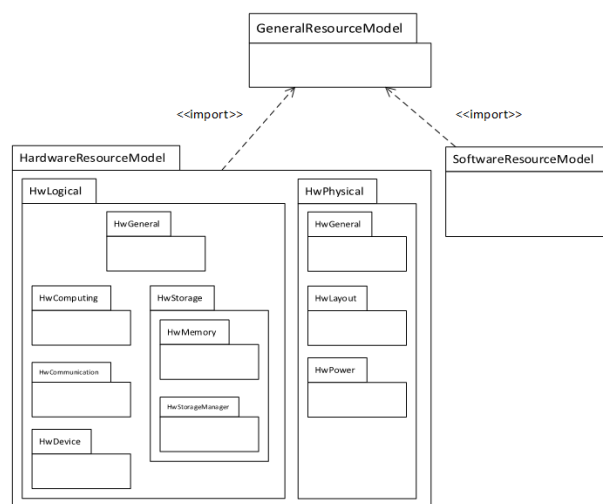 GeneralResourceModel
<<import>>
<<import>>
HardwareResourceModel
SoftwareResourceModel
HwLogical
HwGeneral
HwComputing
HwStorage
HwMemory
HwCommunication
HwStorageManager
HwDevice
HwPhysical
HwGeneral
HwLayout
HwPower